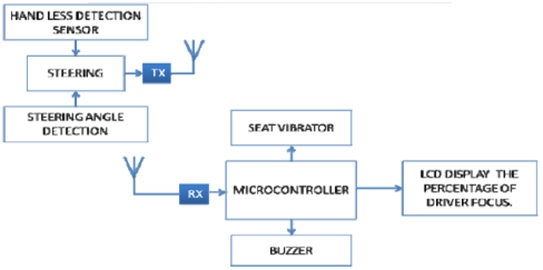 HAND LESS DETECTION
SENSOR
STEERING
TX
STEERING ANGLE
DETECTION
SEAT VIBRATOR
RX
MICROCONTROLLER
LCD DISPLAY THE
PERCENTAGE OF
DRIVER FOCUS.
BUZZER